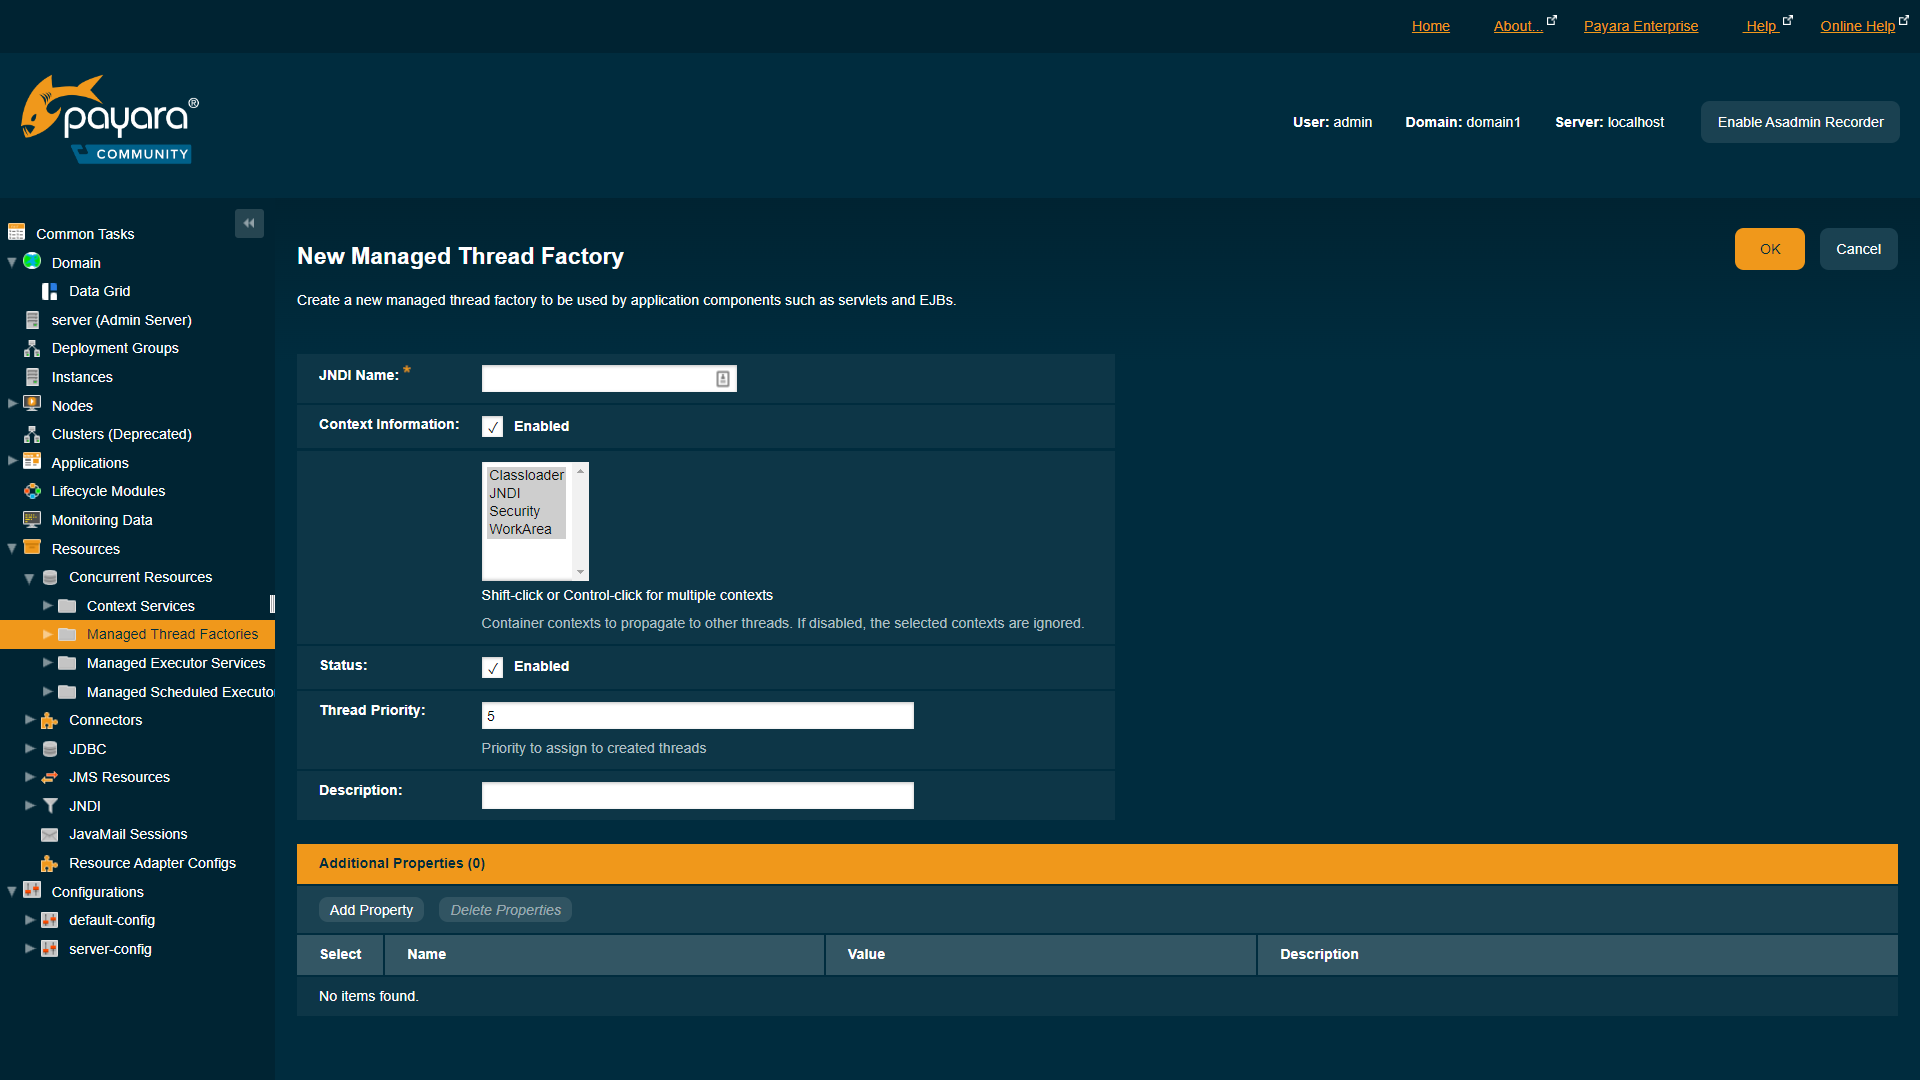 Home About... Payara Enterprise Help Online Help
payara®
COMMUNITY
User: admin Domain: domain1 Server: localhost Enable Asadmin Recorder
Common Tasks
Domain
Data Grid
server (Admin Server)
Deployment Groups
Instances
Nodes
Clusters (Deprecated)
Applications
Lifecycle Modules
Monitoring Data
Resources
Concurrent Resources
Context Services
Managed Thread Factories
Managed Executor Services
Managed Scheduled Executo
Connectors
JDBC
JMS Resources
JNDI
JavaMail Sessions
Resource Adapter Configs
Configurations
default-config
server-config
New Managed Thread Factory
OK Cancel
Create a new managed thread factory to be used by application components such as servlets and EJBs.
JNDI Name: *
Context Information: Enabled
Classloader
JNDI
Security
WorkArea
Shift-click or Control-click for multiple contexts
Container contexts to propagate to other threads. If disabled, the selected contexts are ignored.
Status: Enabled
Thread Priority: 5
Priority to assign to created threads
Description:
Additional Properties (0)
Add Property Delete Properties
Select Name Value Description
No items found.